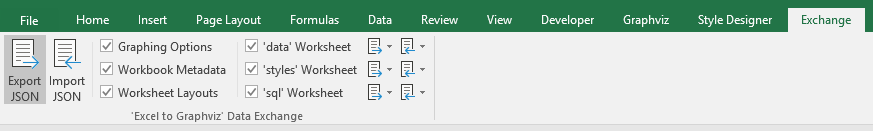 File Home Insert Page Layout Formulas Data Review View Developer Graphviz Style Designer Exchange
Export JSON
Import JSON
Graphing Options
Workbook Metadata
Worksheet Layouts
'data' Worksheet
'styles' Worksheet
'sql' Worksheet
'Excel to Graphviz' Data Exchange